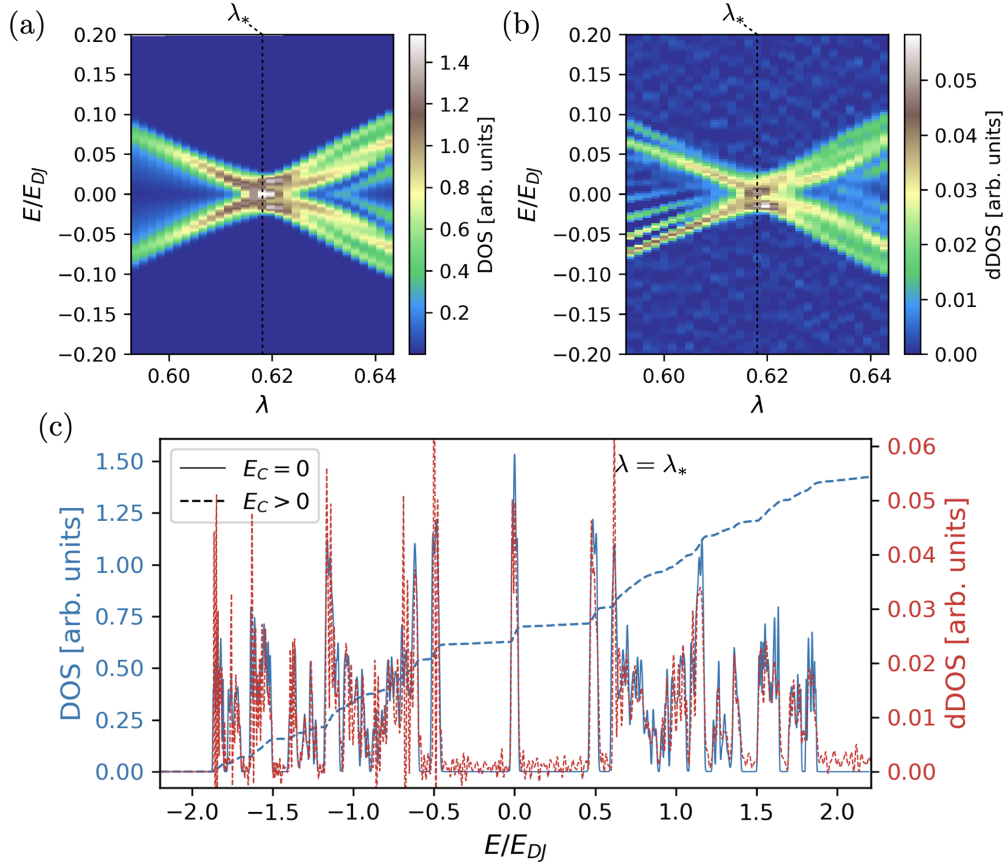 (a)
λ*
0.20
0.15
0.10
0.05
0.00
−0.05
−0.10
−0.15
−0.20
E/E_DJ
0.60
0.62
0.64
λ
1.4
1.2
1.0
0.8
0.6
0.4
0.2
DOS [arb. units]
(b)
λ*
0.20
0.15
0.10
0.05
0.00
−0.05
−0.10
−0.15
−0.20
E/E_DJ
0.60
0.62
0.64
λ
0.05
0.04
0.03
0.02
0.01
0.00
dDOS [arb. units]
(c)
E_C = 0
E_C > 0
λ = λ*
1.50
1.25
1.00
0.75
0.50
0.25
0.00
DOS [arb. units]
0.06
0.05
0.04
0.03
0.02
0.01
0.00
dDOS [arb. units]
−2.0 −1.5 −1.0 −0.5 0.0 0.5 1.0 1.5 2.0
E/E_DJ